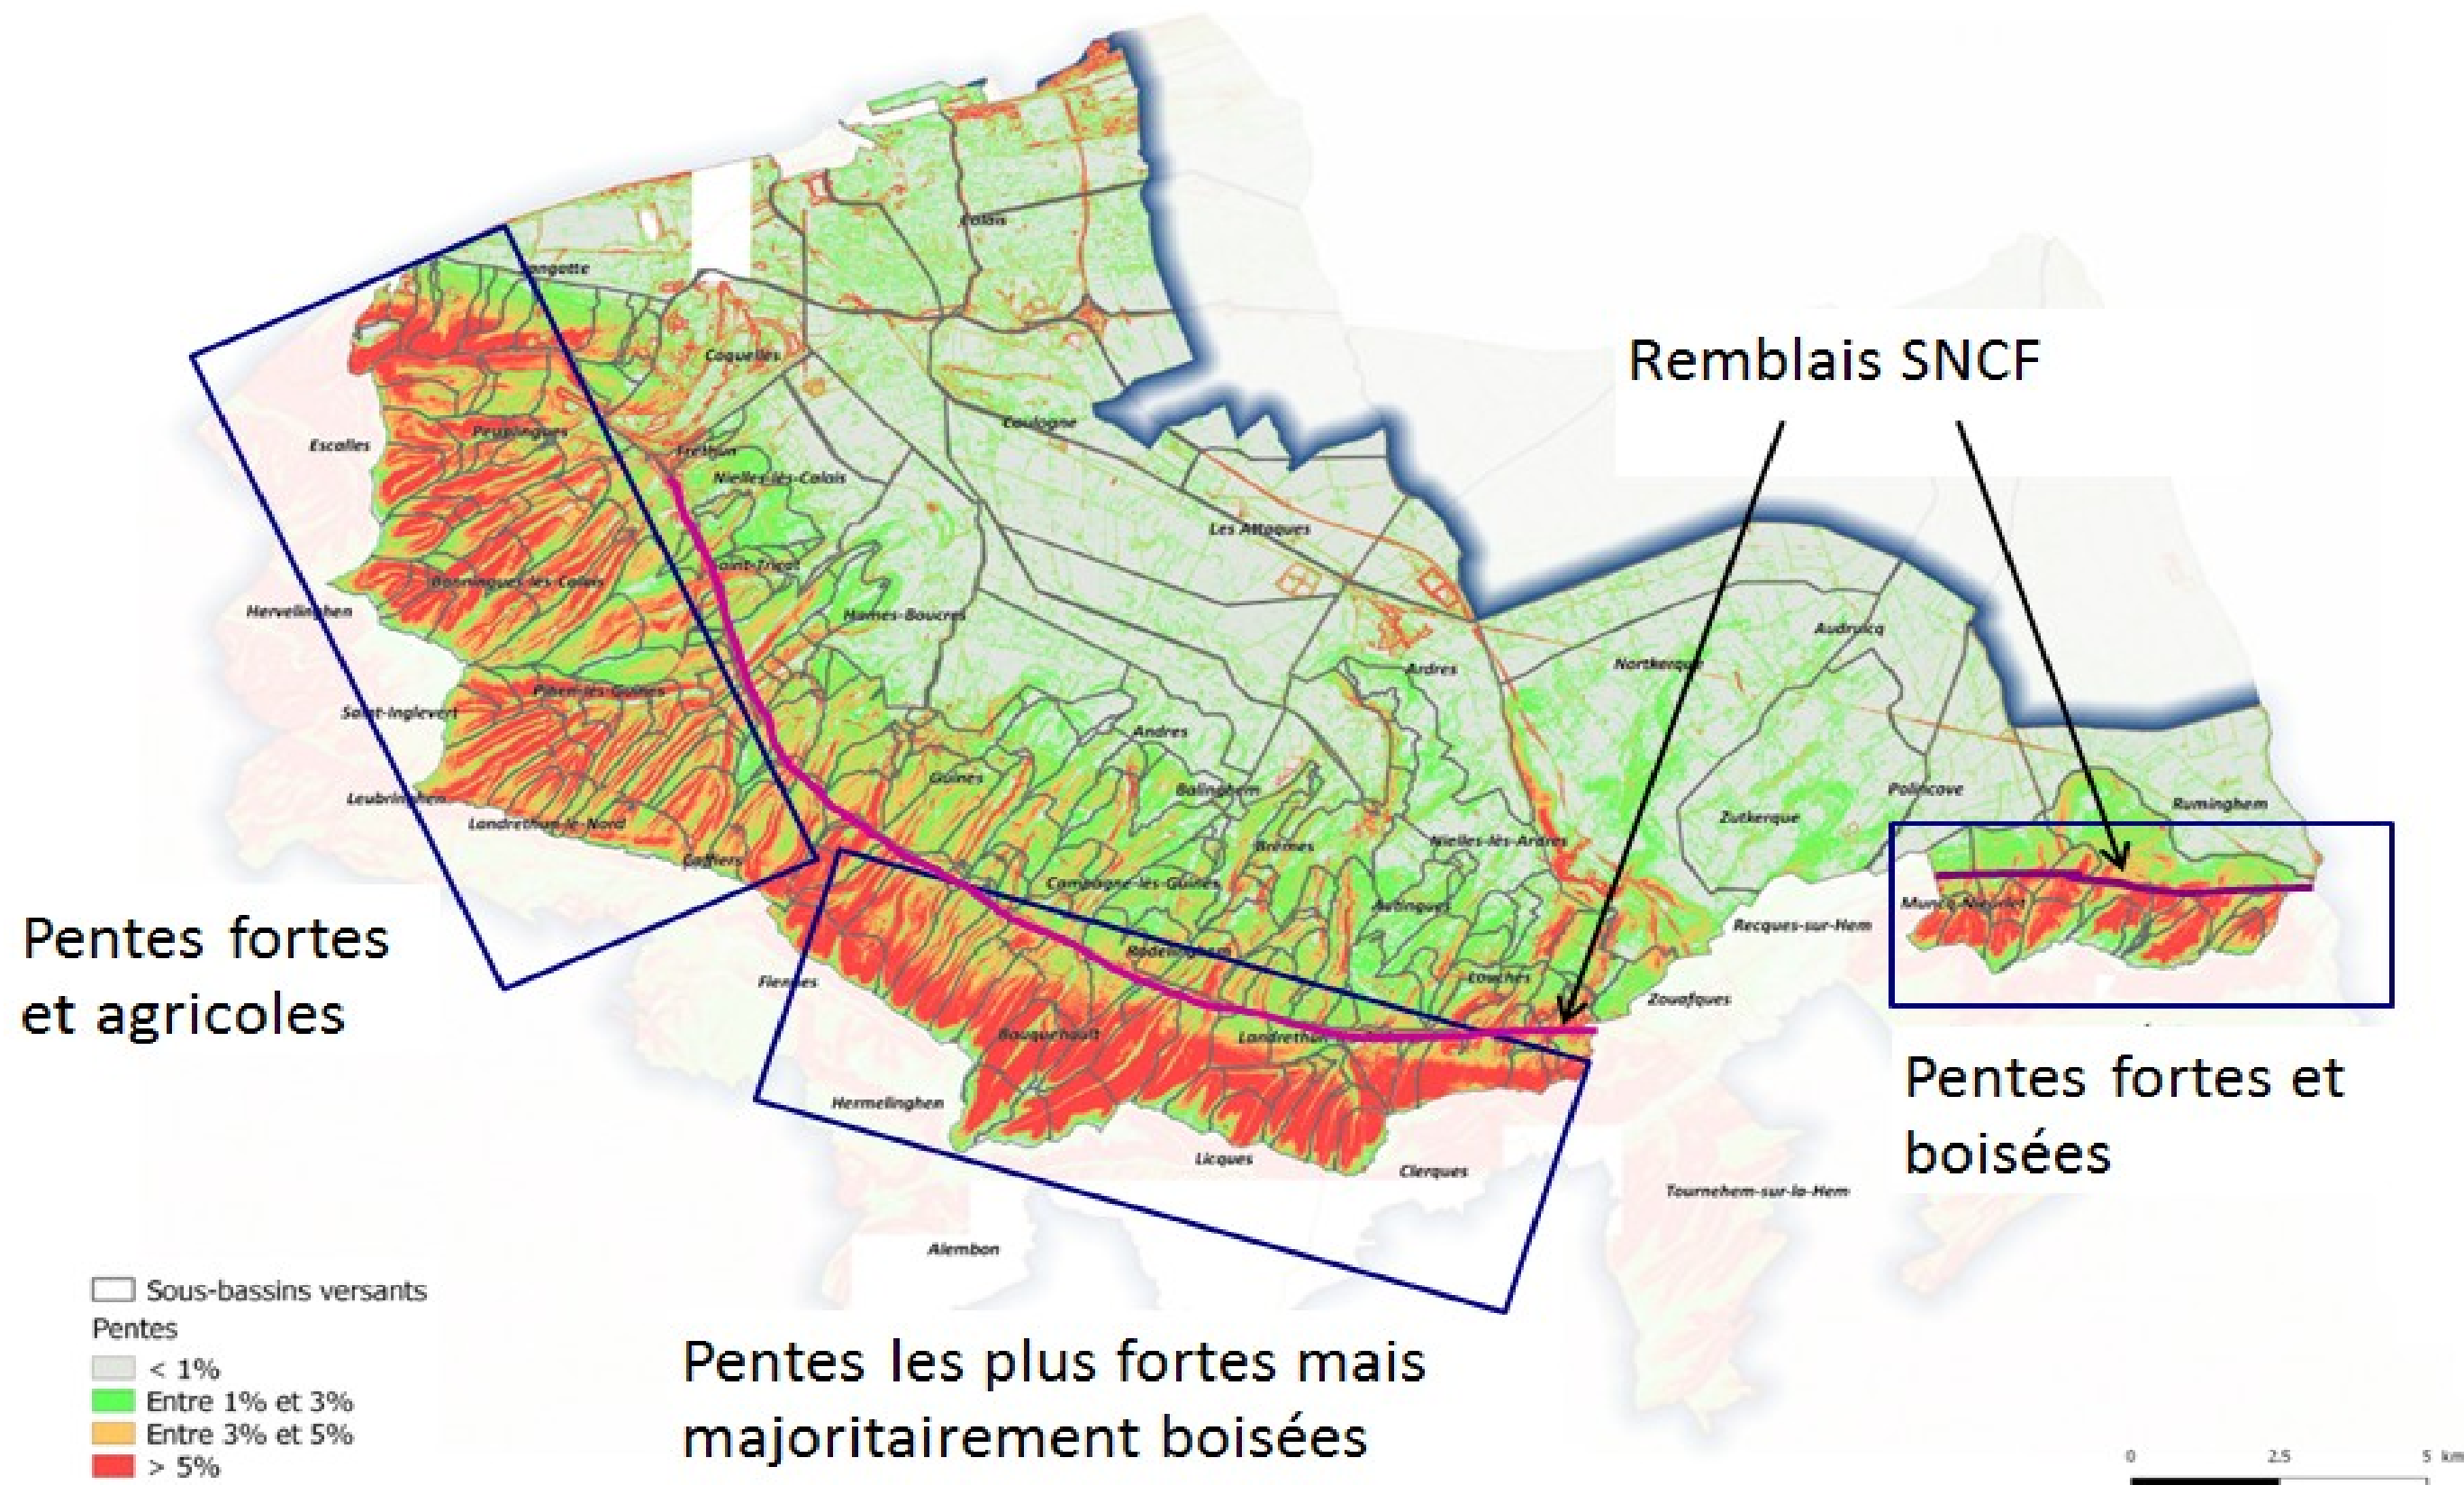 Calais
Sangatte
Remblais SNCF
Coquelles
Coulogne
Peuplingues
Escalles
Fréthun
Nielles-lès-Calais
Les Attaques
Saint-Tricat
Bonningues-lès-Calais
Hervelinghen
Hames-Boucres
Audruicq
Nortkerque
Ardres
Pihen-lès-Guînes
Saint-Inglevert
Andres
Guînes
Balinghem
Polincove
Ruminghem
Leubringhen
Landrethun-le-Nord
Zutkerque
Brêmes
Nielles-lès-Ardres
Caffiers
Campagne-lès-Guînes
Autingues
Muncq-Nieurlet
Recques-sur-Hem
Pentes fortes
et agricoles
Rodelinghem
Fiennes
Louches
Zouafques
Bouquehault
Landrethun
Pentes fortes et
boisées
Hermelinghen
Licques
Clerques
Tournehem-sur-la-Hem
Alembon
Sous-bassins versants
Pentes
< 1%
Entre 1% et 3%
Entre 3% et 5%
> 5%
Pentes les plus fortes mais
majoritairement boisées
0 2.5 5 km